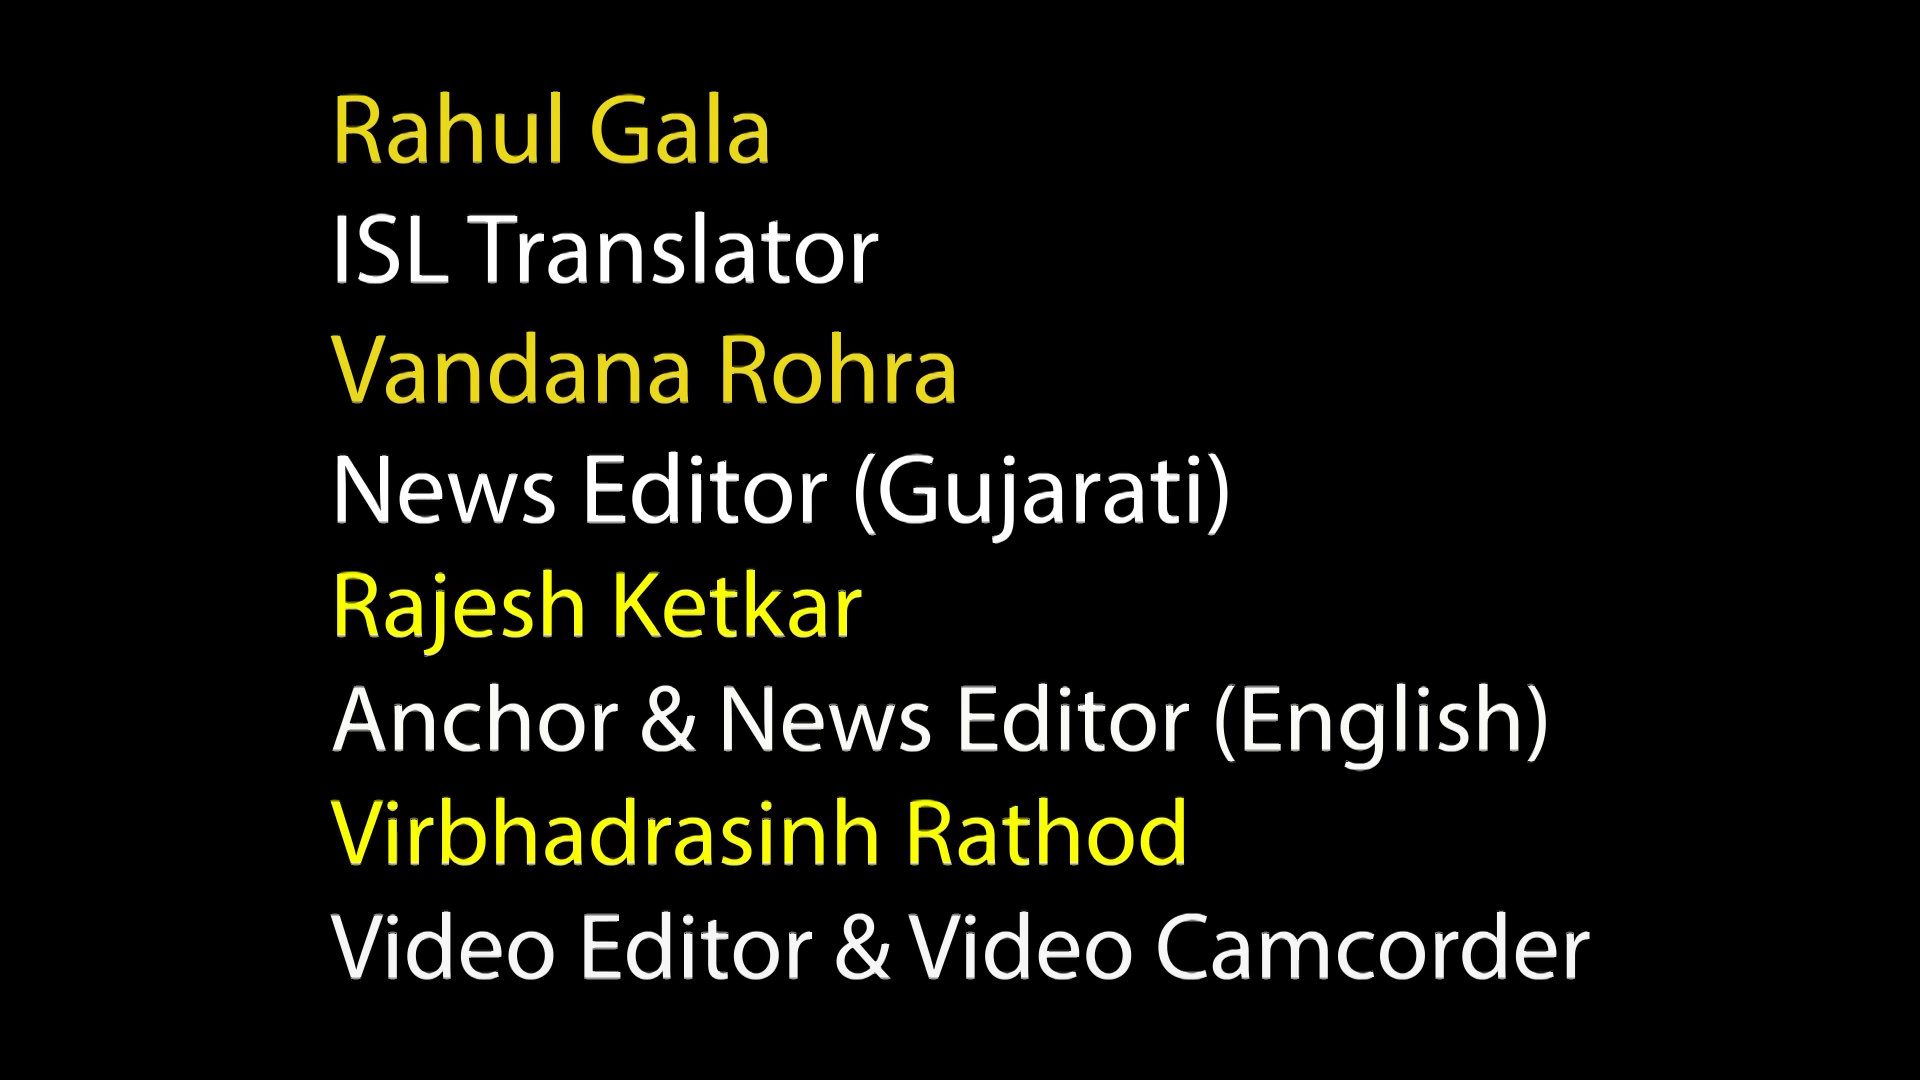 Rahul Gala
ISL Translator
Vandana Rohra
News Editor (Gujarati)
Rajesh Ketkar
Anchor & News Editor (English)
Virbhadrasinh Rathod
Video Editor & Video Camcorder